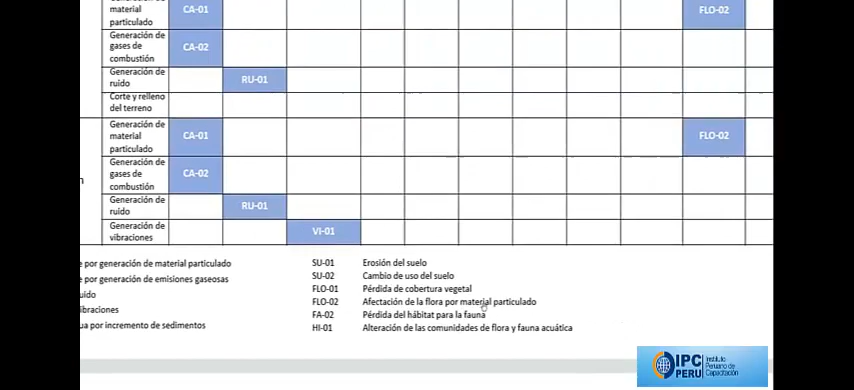 material
particulado
CA-01
FLO-02
Generación de
gases de
combustión
CA-02
Generación de
ruido
RU-01
Corte y relleno
del terreno
Generación de
material
particulado
CA-01
FLO-02
n
Generación de
gases de
combustión
CA-02
Generación de
ruido
RU-01
Generación de
vibraciones
VI-01
e por generación de material particulado
e por generación de emisiones gaseosas
uido
ibraciones
ua por incremento de sedimentos
SU-01 Erosión del suelo
SU-02 Cambio de uso del suelo
FLO-01 Pérdida de cobertura vegetal
FLO-02 Afectación de la flora por material particulado
FA-02 Pérdida del hábitat para la fauna
HI-01 Alteración de las comunidades de flora y fauna acuática
IPC PERU
Instituto
Peruano de
Capacitación